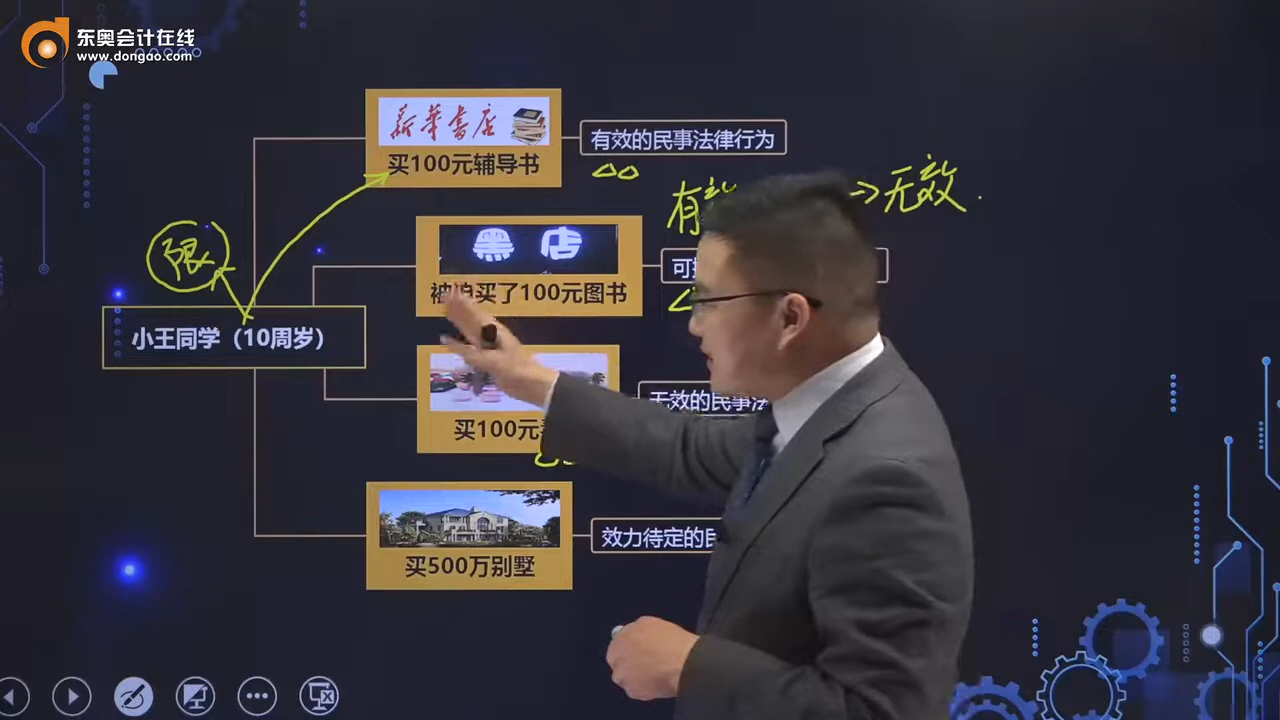 东奥会计在线
www.dongao.com
新华书店
买100元辅导书
有效的民事法律行为
有效
⇒无效.
限
黑店
可
被迫买了100元图书
小王同学（10周岁）
无效的民事法
买100元
买500万别墅
效力待定的民